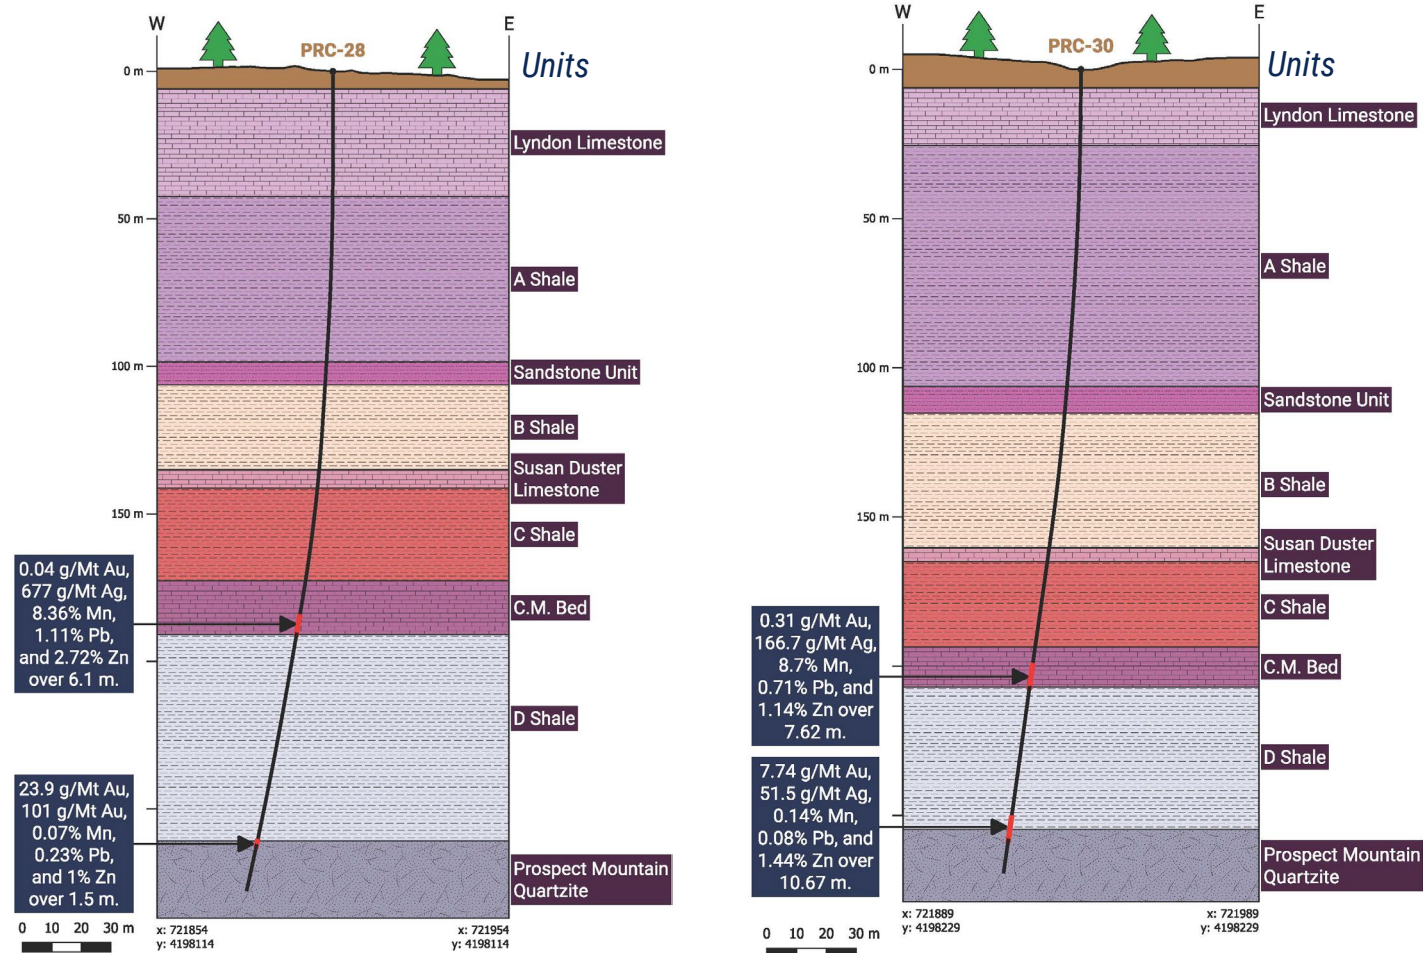 W
E
PRC-28
Units
0 m
Lyndon Limestone
50 m
A Shale
100 m
Sandstone Unit
B Shale
Susan Duster
Limestone
150 m
C Shale
0.04 g/Mt Au,
677 g/Mt Ag,
8.36% Mn,
1.11% Pb,
and 2.72% Zn
over 6.1 m.
C.M. Bed
D Shale
23.9 g/Mt Au,
101 g/Mt Au,
0.07% Mn,
0.23% Pb,
and 1% Zn
over 1.5 m.
Prospect Mountain
Quartzite
x: 721854
y: 4198114
x: 721954
y: 4198114
0 10 20 30 m
W
E
PRC-30
Units
0 m
Lyndon Limestone
50 m
A Shale
100 m
Sandstone Unit
B Shale
150 m
Susan Duster
Limestone
C Shale
0.31 g/Mt Au,
166.7 g/Mt Ag,
8.7% Mn,
0.71% Pb, and
1.14% Zn over
7.62 m.
C.M. Bed
D Shale
7.74 g/Mt Au,
51.5 g/Mt Ag,
0.14% Mn,
0.08% Pb, and
1.44% Zn over
10.67 m.
Prospect Mountain
Quartzite
x: 721889
y: 4198229
x: 721989
y: 4198229
0 10 20 30 m